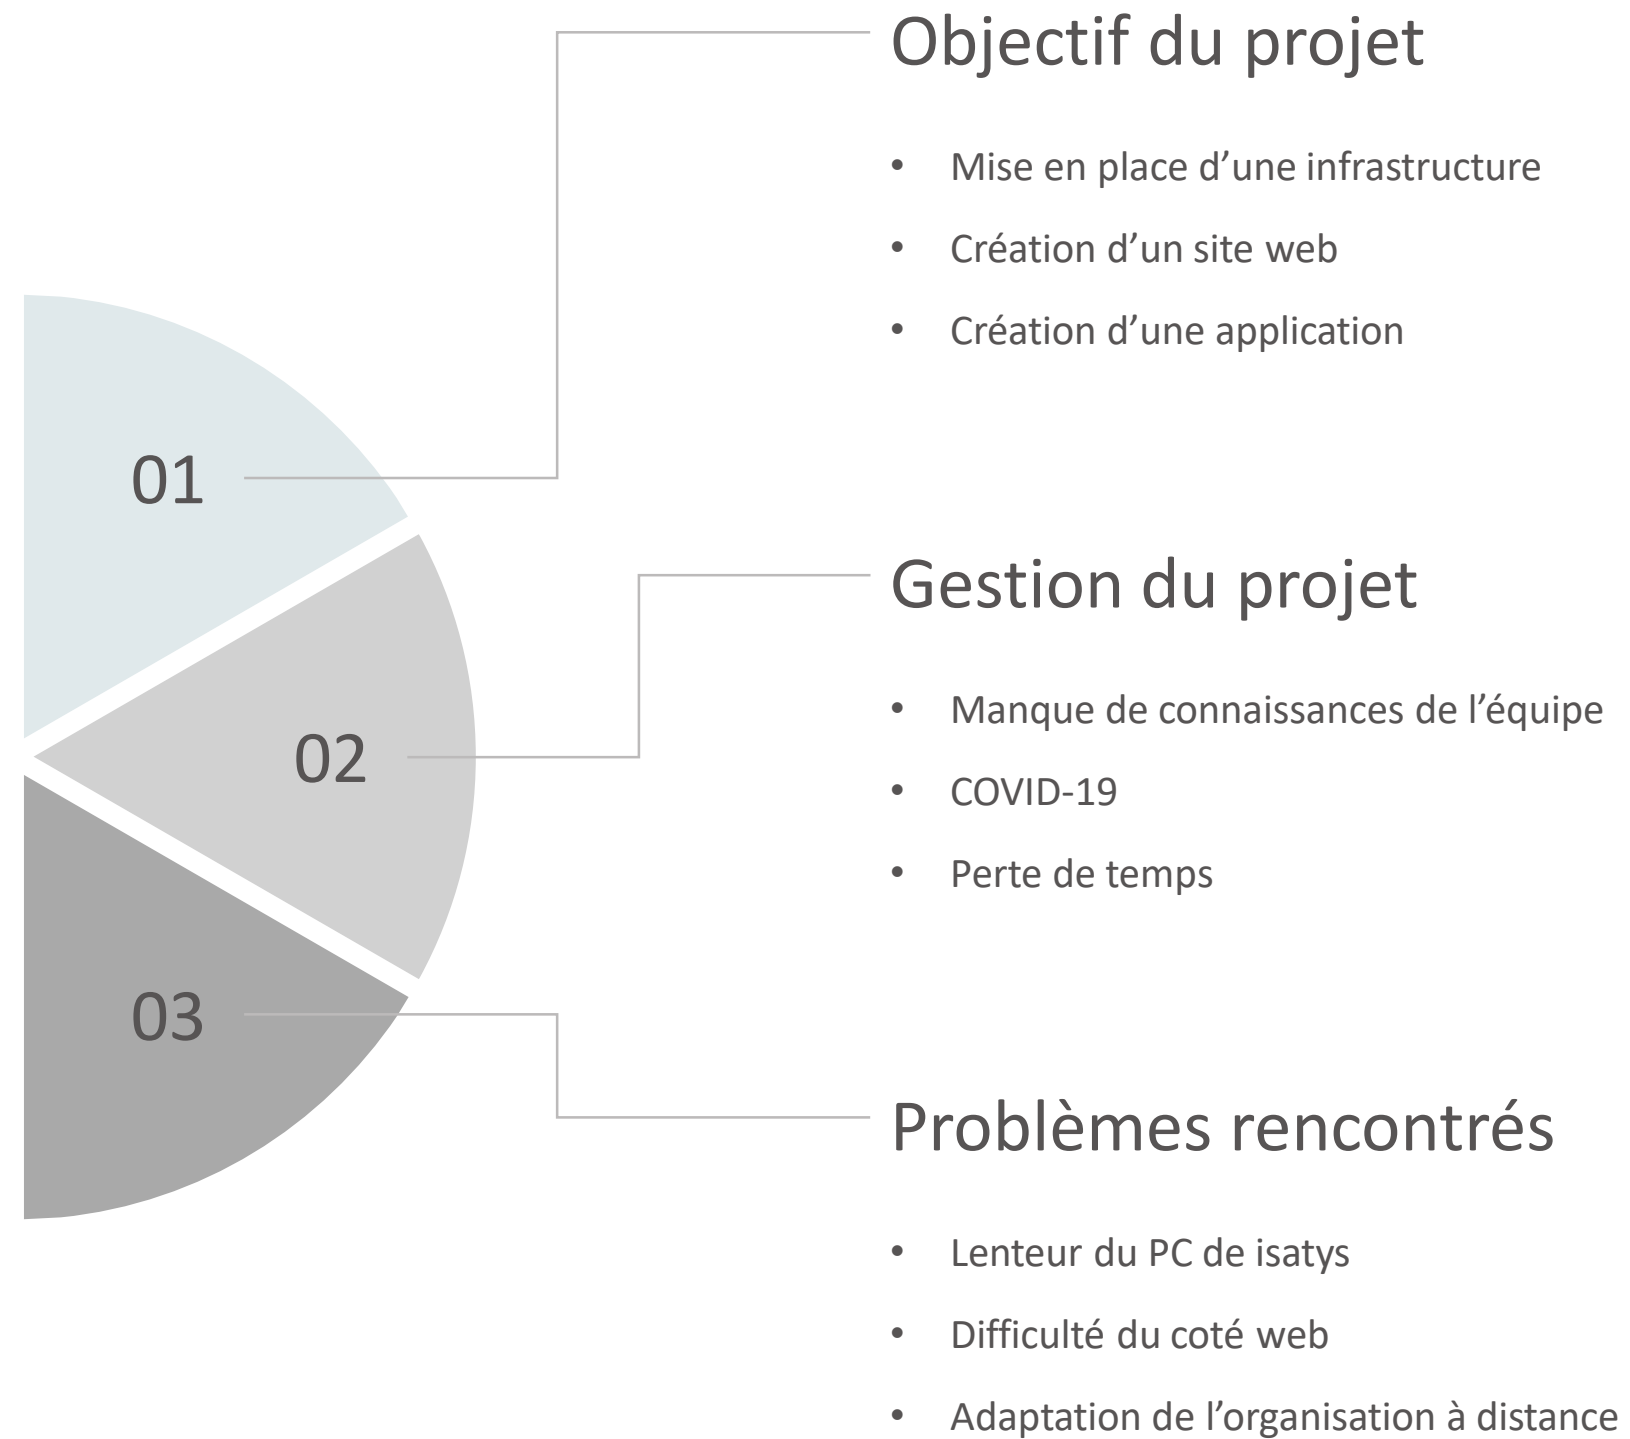 01
Objectif du projet
• Mise en place d’une infrastructure
• Création d’un site web
• Création d’une application
02
Gestion du projet
• Manque de connaissances de l’équipe
• COVID-19
• Perte de temps
03
Problèmes rencontrés
• Lenteur du PC de isatys
• Difficulté du coté web
• Adaptation de l’organisation à distance